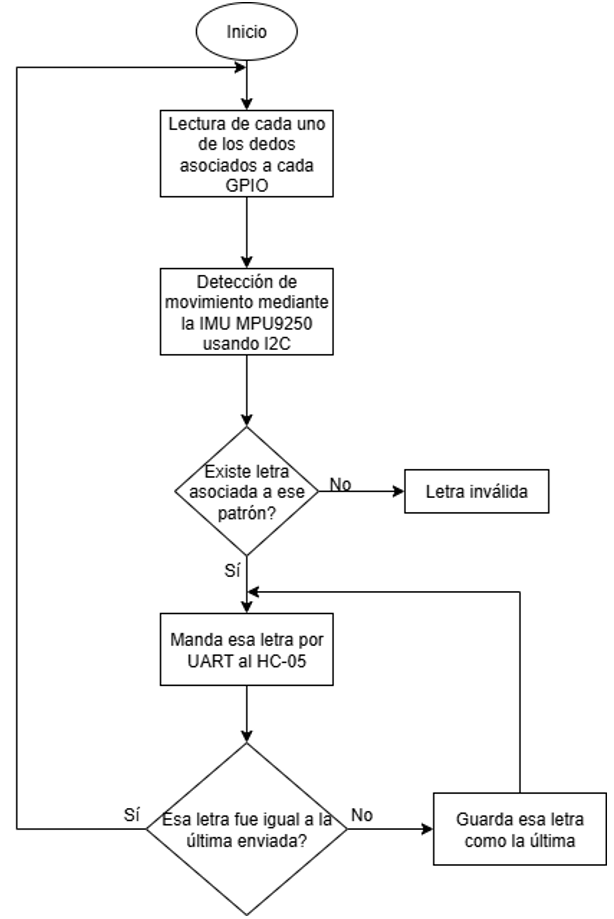 Inicio
Lectura de cada uno
de los dedos
asociados a cada
GPIO
Detección de
movimiento mediante
la IMU MPU9250
usando I2C
Existe letra
asociada a ese
patrón?
No
Letra inválida
Sí
Manda esa letra por
UART al HC-05
Sí
Esa letra fue igual a la
última enviada?
No
Guarda esa letra
como la última